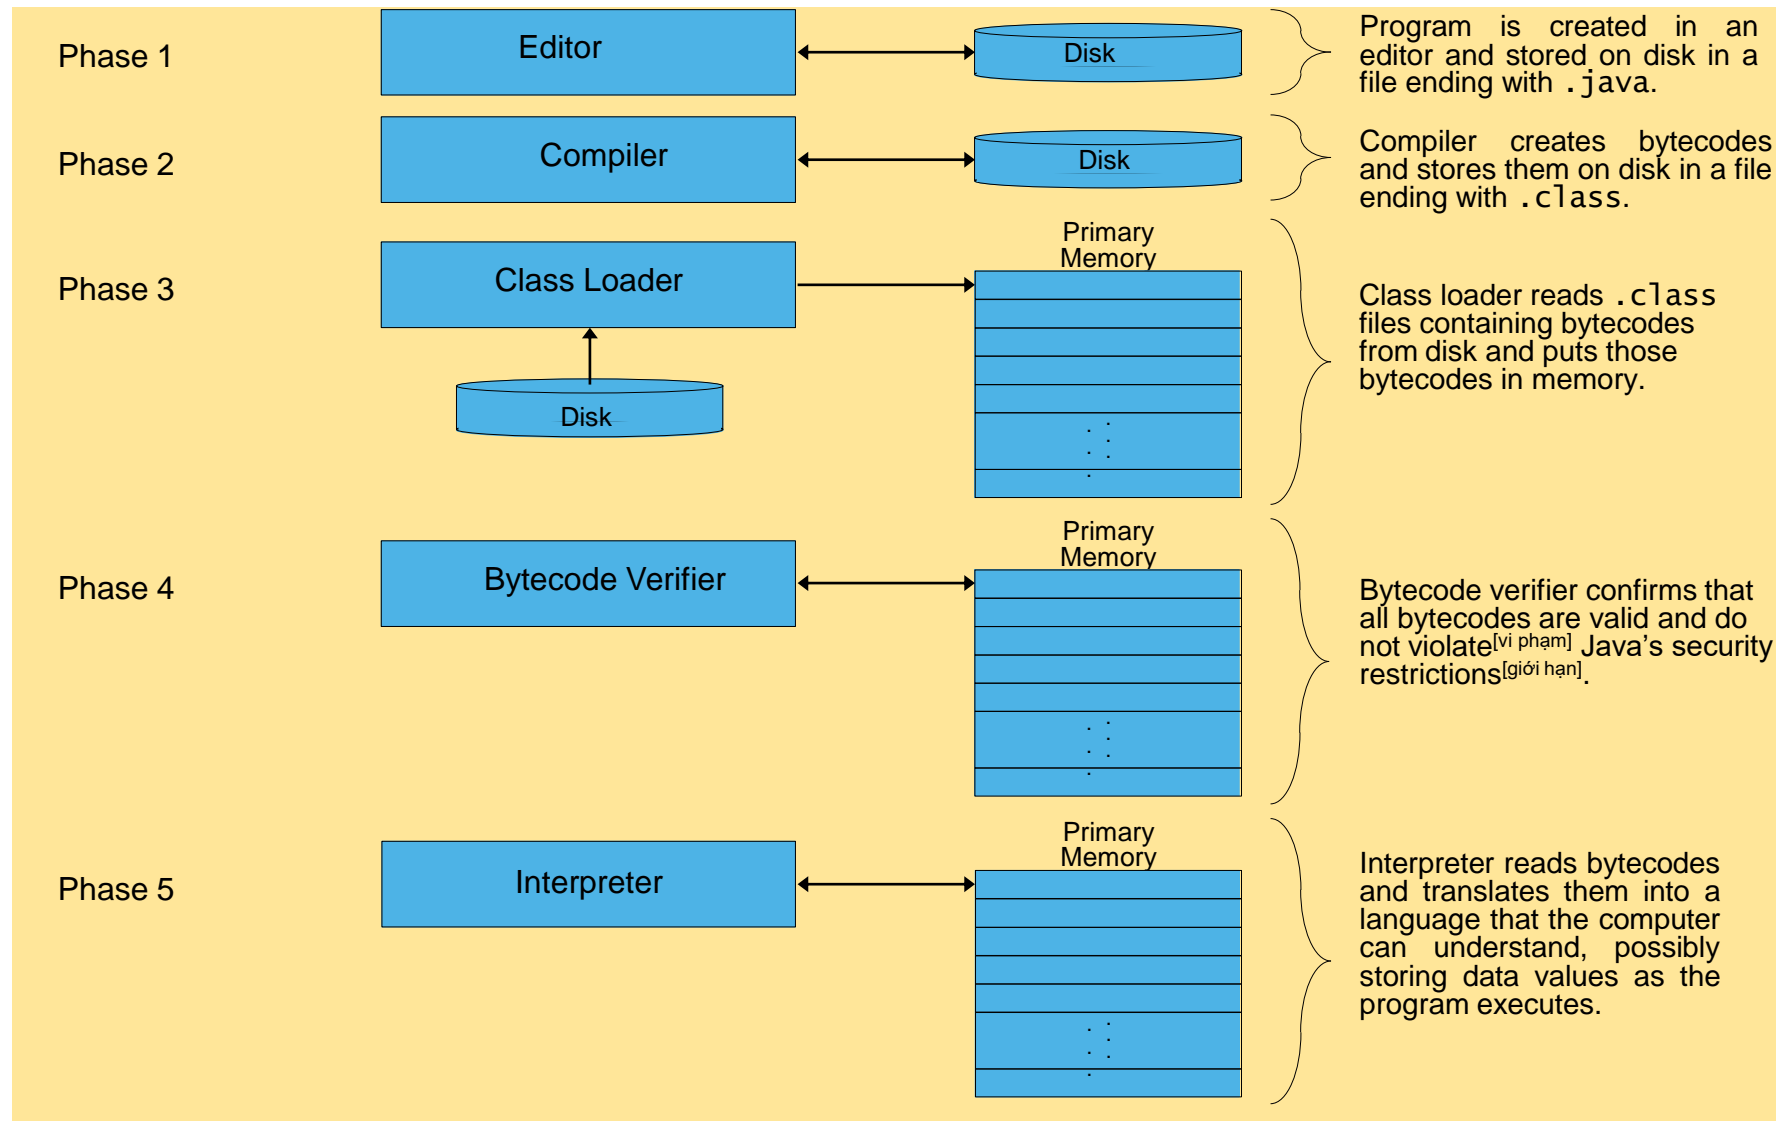 Phase 1
Editor
Disk
Program is created in an
editor and stored on disk in a
file ending with .java.
Phase 2
Compiler
Disk
Compiler creates bytecodes
and stores them on disk in a file
ending with .class.
Phase 3
Class Loader
Disk
Primary
Memory
Class loader reads .class
files containing bytecodes
from disk and puts those
bytecodes in memory.
Phase 4
Bytecode Verifier
Primary
Memory
Bytecode verifier confirms that
all bytecodes are valid and do
not violate[vi phạm] Java’s security
restrictions[giới hạn].
Phase 5
Interpreter
Primary
Memory
Interpreter reads bytecodes
and translates them into a
language that the computer
can understand, possibly
storing data values as the
program executes.